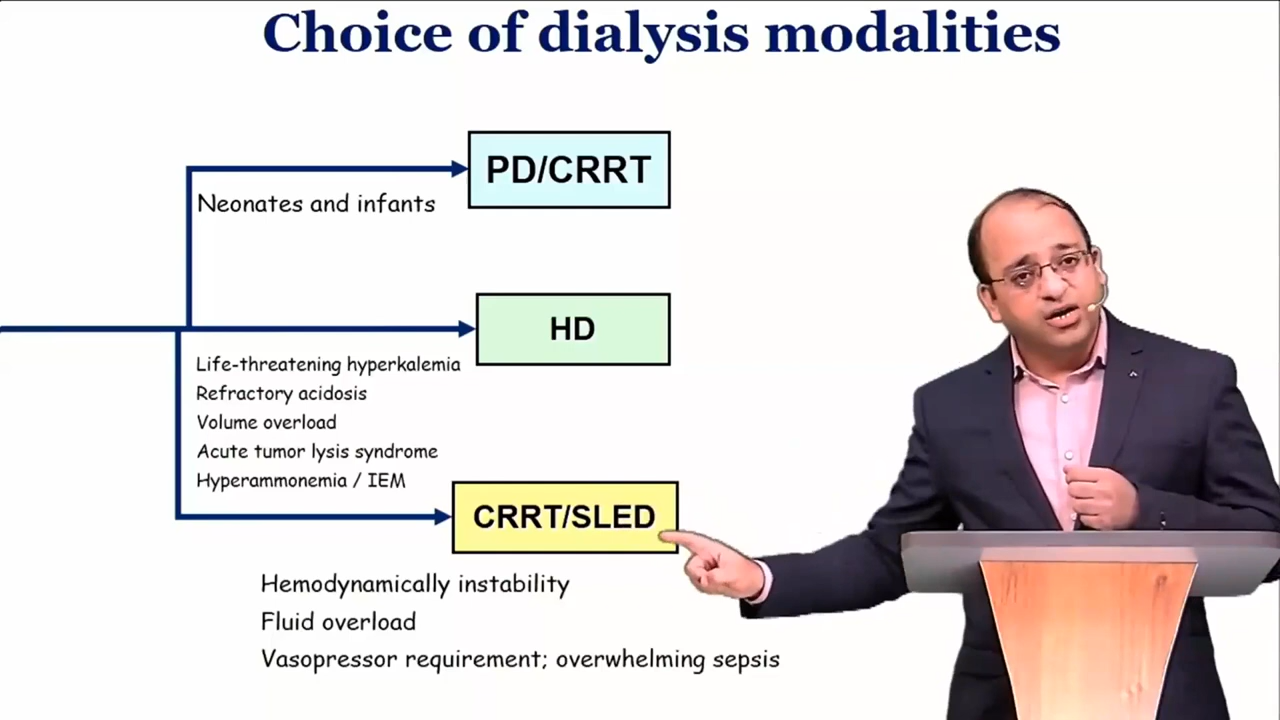 Choice of dialysis modalities
PD/CRRT
Neonates and infants
HD
Life-threatening hyperkalemia
Refractory acidosis
Volume overload
Acute tumor lysis syndrome
Hyperammonemia / IEM
CRRT/SLED
Hemodynamically instability
Fluid overload
Vasopressor requirement; overwhelming sepsis